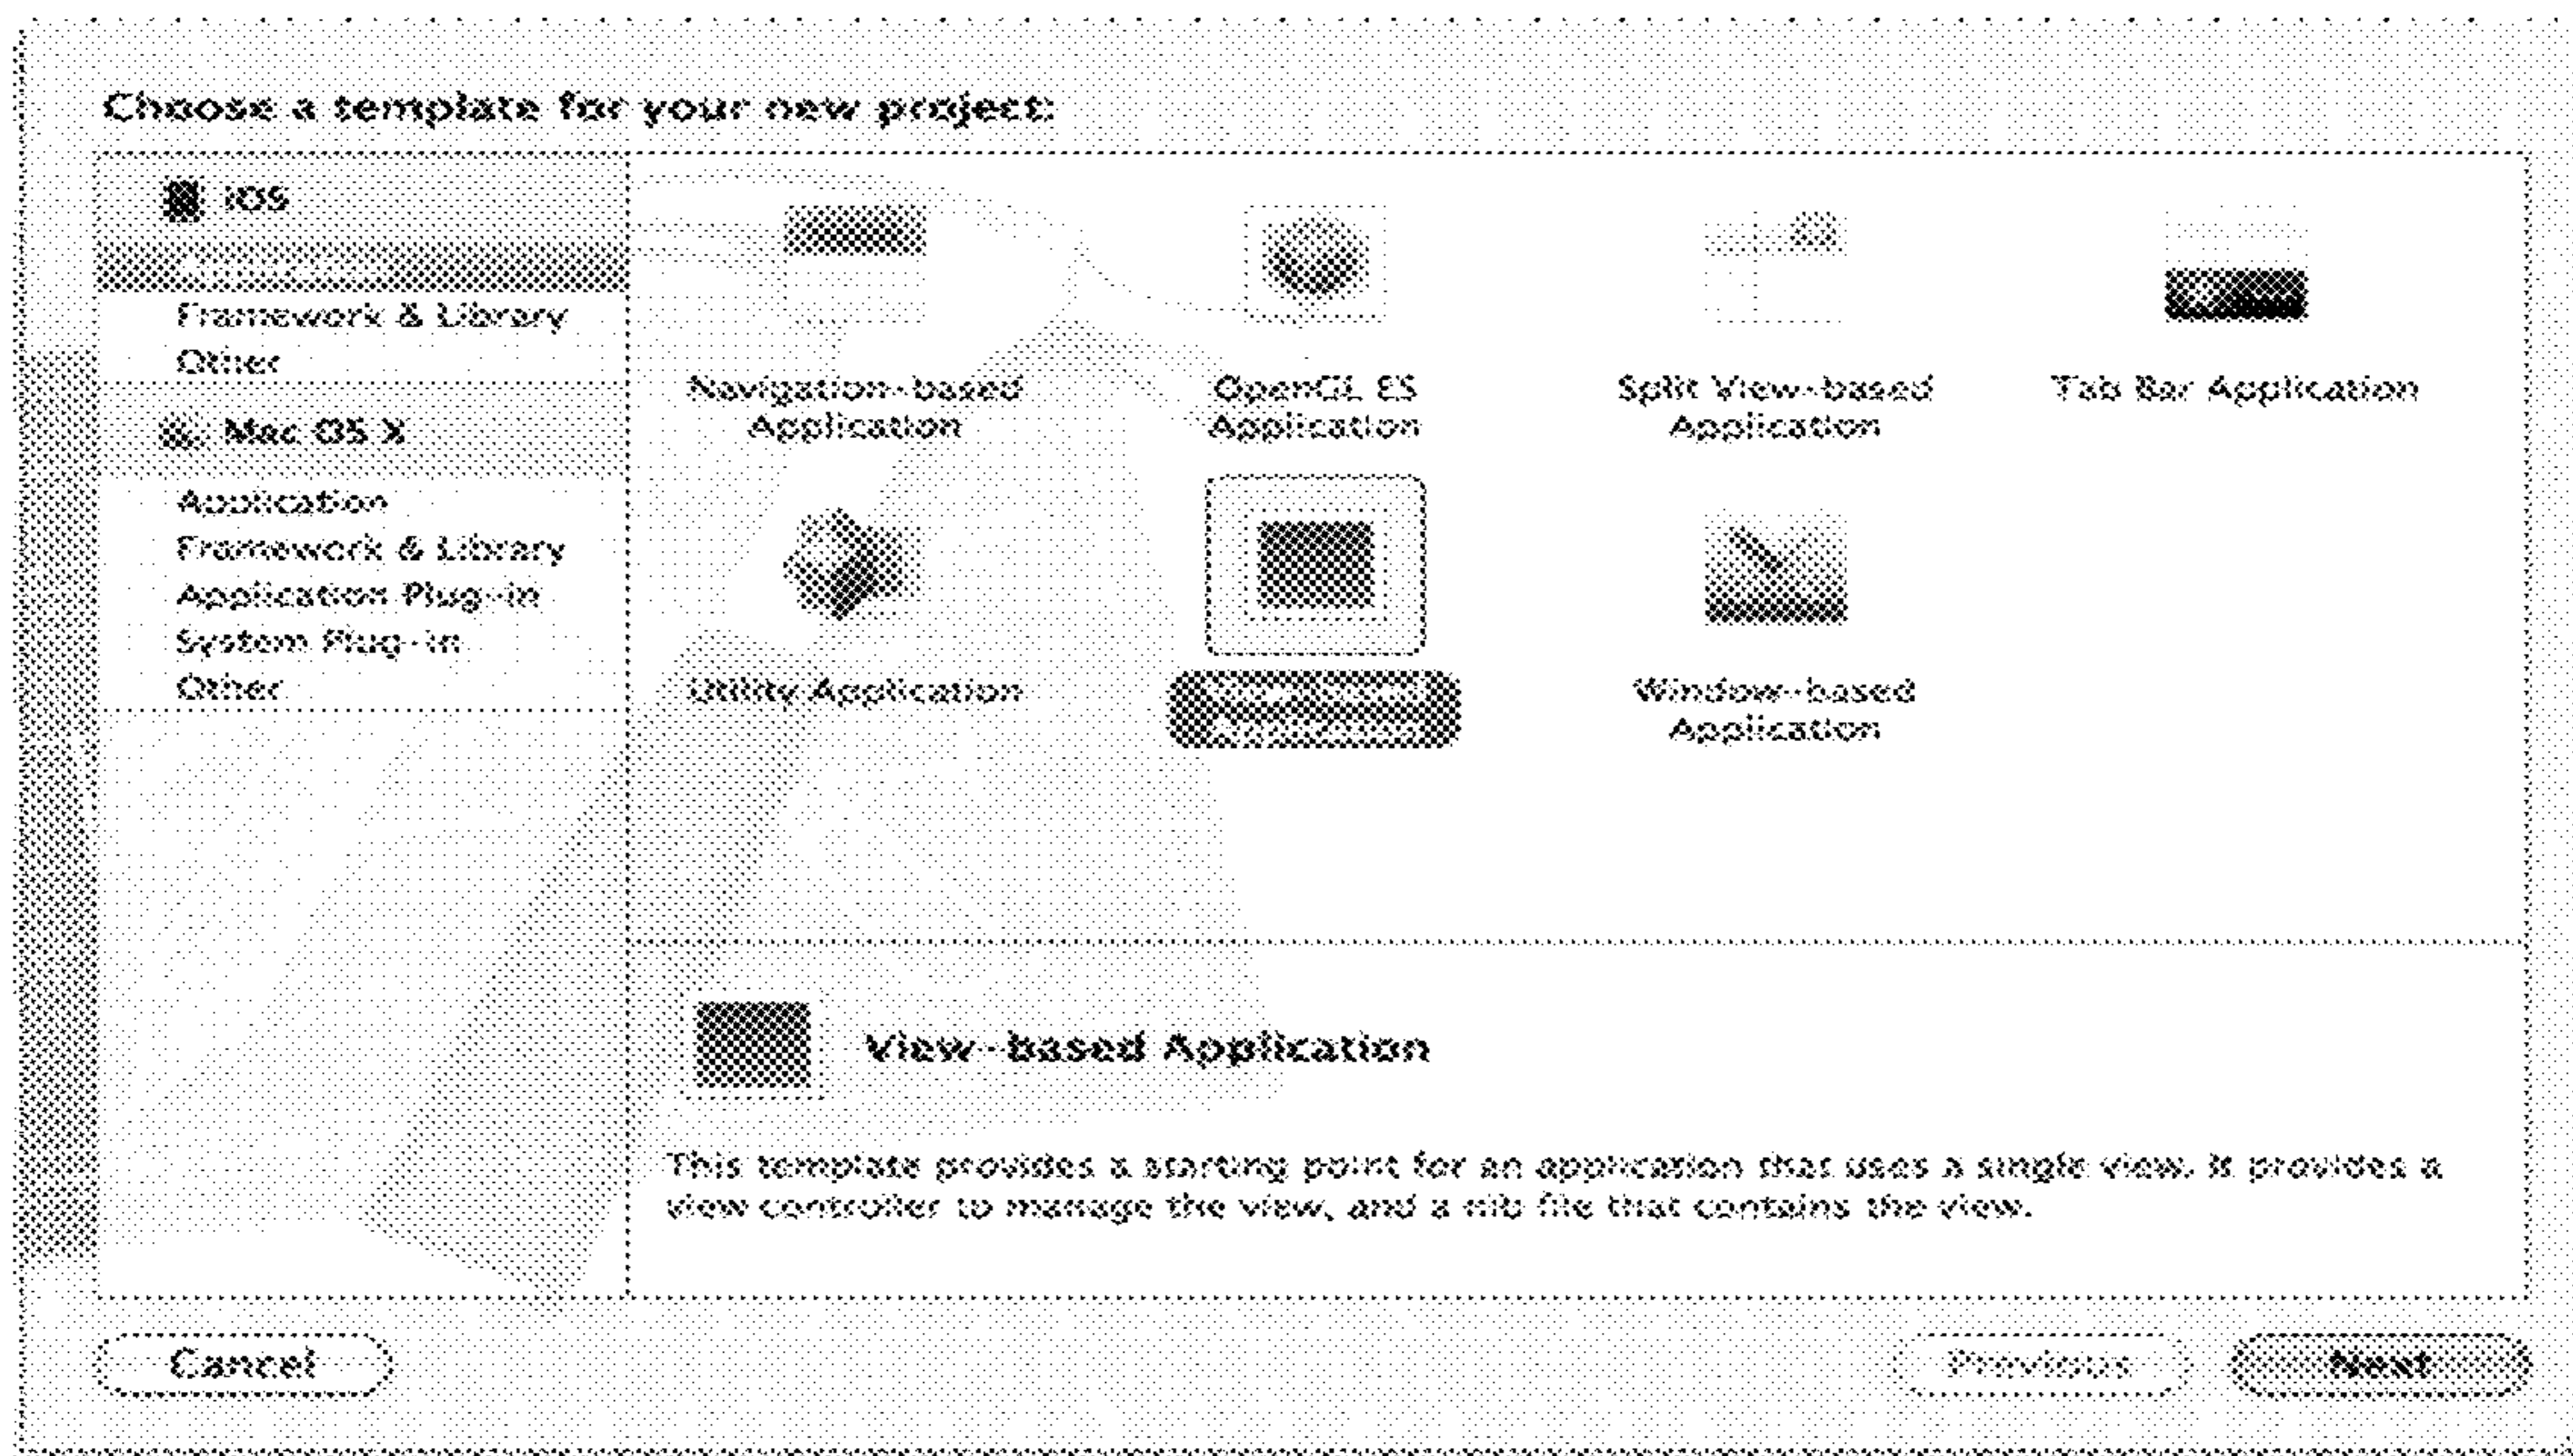 Choose a template for your new project:
iOS
Framework & Library
Other
Mac OS X
Application
Framework & Library
Application Plug-in
System Plug-in
Other
Navigation-based
Application
OpenGL ES
Application
Split View-based
Application
Tab Bar Application
Utility Application
Window-based
Application
View-based Application
This template provides a starting point for an application that uses a single view. It provides a
view controller to manage the view, and a nib file that contains the view.
Cancel
Previous
Next